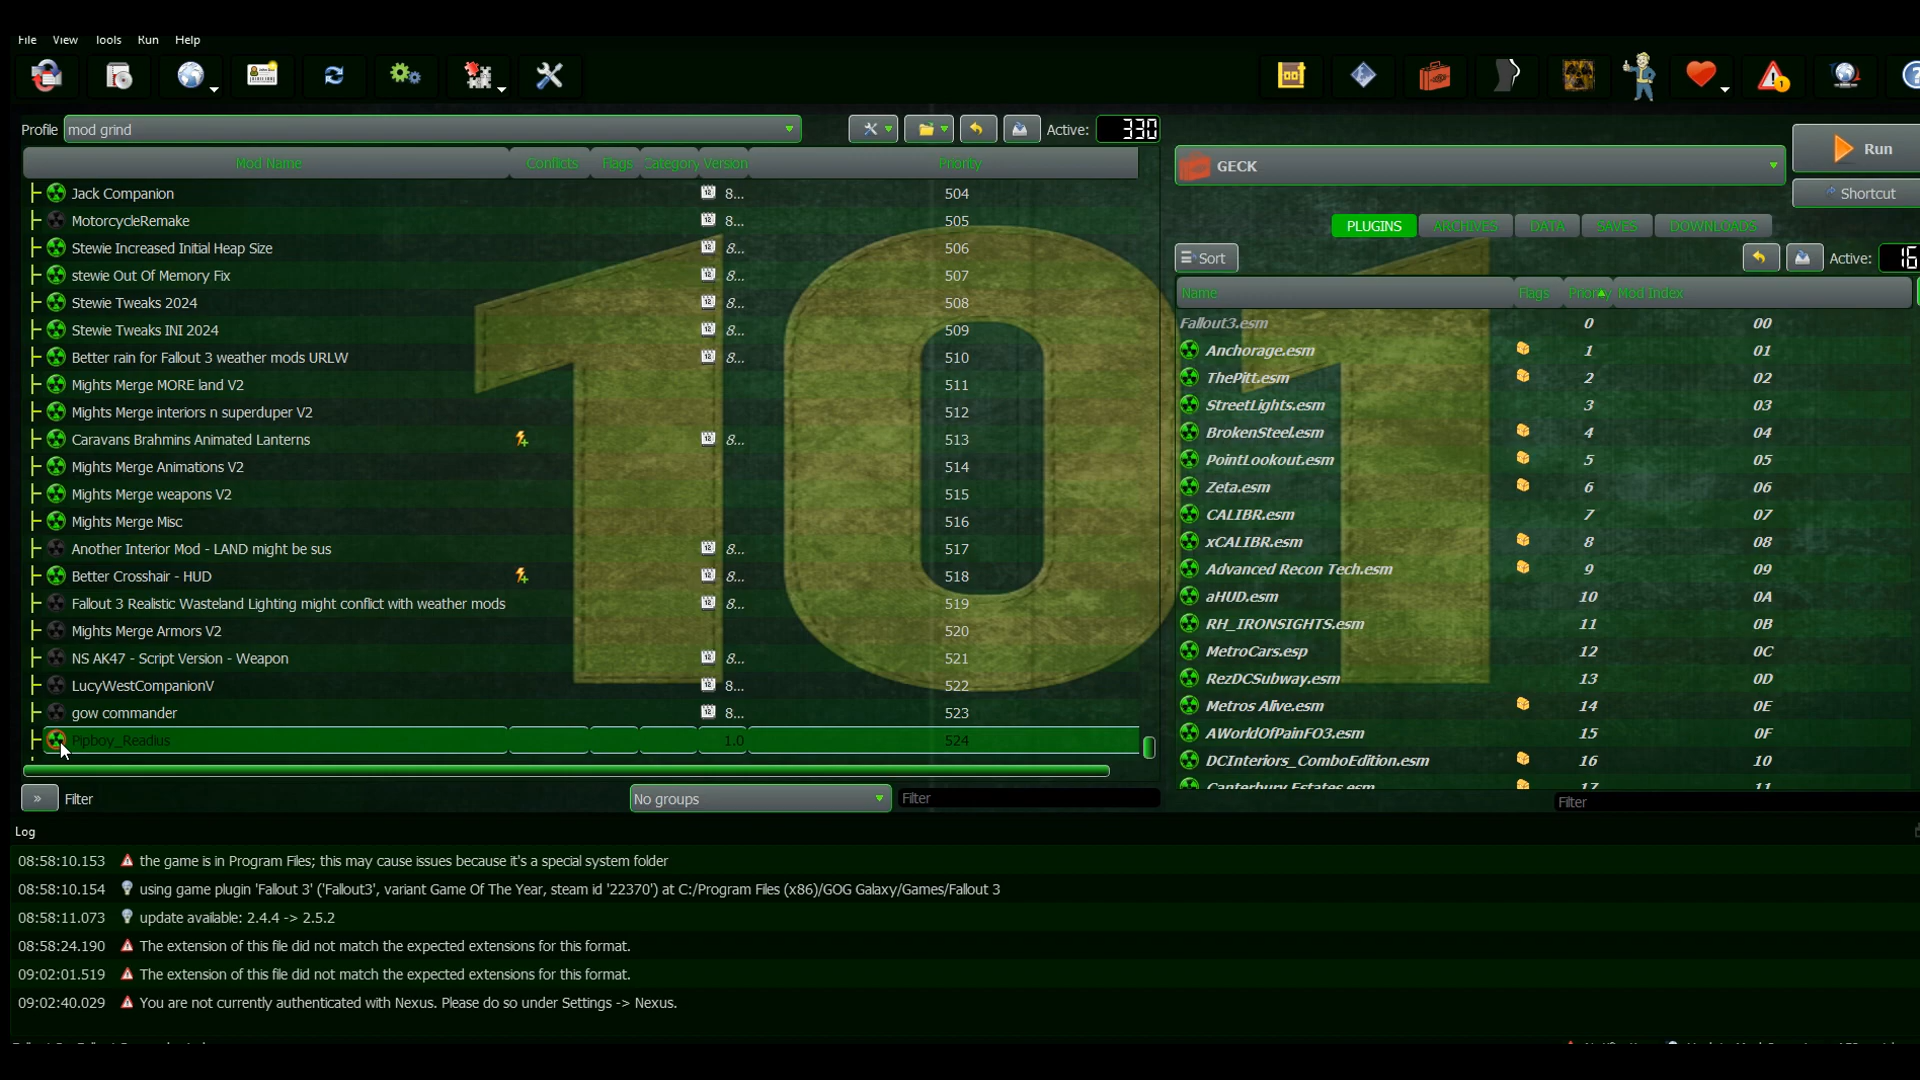 File View Tools Run Help
Profile mod grind Active: 330
Mod Name Conflicts Flags Category Version Priority
Jack Companion 8... 504
MotorcycleRemake 8... 505
Stewie Increased Initial Heap Size 8... 506
stewie Out Of Memory Fix 8... 507
Stewie Tweaks 2024 8... 508
Stewie Tweaks INI 2024 8... 509
Better rain for Fallout 3 weather mods URLW 8... 510
Mights Merge MORE land V2 511
Mights Merge interiors n superduper V2 512
Caravans Brahmins Animated Lanterns 8... 513
Mights Merge Animations V2 514
Mights Merge weapons V2 515
Mights Merge Misc 516
Another Interior Mod - LAND might be sus 8... 517
Better Crosshair - HUD 8... 518
Fallout 3 Realistic Wasteland Lighting might conflict with weather mods 8... 519
Mights Merge Armors V2 520
NS AK47 - Script Version - Weapon 8... 521
LucyWestCompanionV 8... 522
gow commander 8... 523
Pipboy_Readius 1.0 524
» Filter No groups Filter
101
GECK
Run
Shortcut
PLUGINS ARCHIVES DATA SAVES DOWNLOADS
Sort Active: 16
Name Flags Priority Mod Index
Fallout3.esm 0 00
Anchorage.esm 1 01
ThePitt.esm 2 02
StreetLights.esm 3 03
BrokenSteel.esm 4 04
PointLookout.esm 5 05
Zeta.esm 6 06
CALIBR.esm 7 07
xCALIBR.esm 8 08
Advanced Recon Tech.esm 9 09
aHUD.esm 10 0A
RH_IRONSIGHTS.esm 11 0B
MetroCars.esp 12 0C
RezDCSubway.esm 13 0D
Metros Alive.esm 14 0E
AWorldOfPainFO3.esm 15 0F
DCInteriors_ComboEdition.esm 16 10
Canterbury Estates.esm 17 11
Filter
Log
08:58:10.153 the game is in Program Files; this may cause issues because it's a special system folder
08:58:10.154 using game plugin 'Fallout 3' ('Fallout3', variant Game Of The Year, steam id '22370') at C:/Program Files (x86)/GOG Galaxy/Games/Fallout 3
08:58:11.073 update available: 2.4.4 -> 2.5.2
08:58:24.190 The extension of this file did not match the expected extensions for this format.
09:02:01.519 The extension of this file did not match the expected extensions for this format.
09:02:40.029 You are not currently authenticated with Nexus. Please do so under Settings -> Nexus.